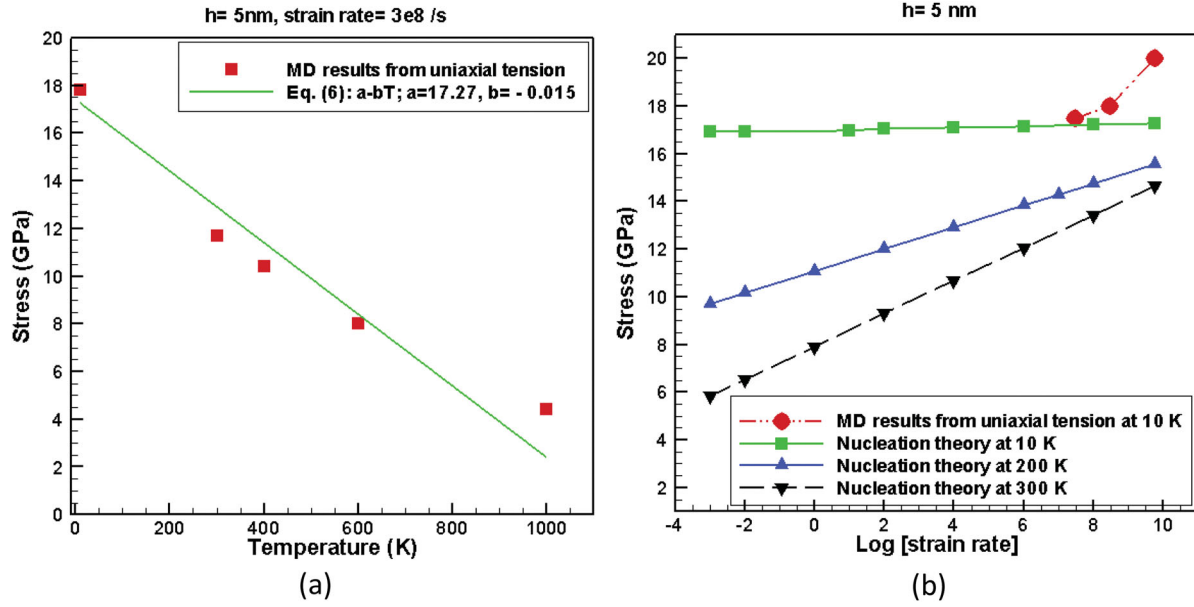 h= 5nm, strain rate= 3e8 /s
20
18
16
14
12
10
8
6
4
2
0
Stress (GPa)
MD results from uniaxial tension
Eq. (6): a-bT; a=17.27, b= - 0.015
0
200
400
600
800
1000
Temperature (K)
(a)
h= 5 nm
20
18
16
14
12
10
8
6
4
2
Stress (GPa)
MD results from uniaxial tension at 10 K
Nucleation theory at 10 K
Nucleation theory at 200 K
Nucleation theory at 300 K
-4
-2
0
2
4
6
8
10
Log [strain rate]
(b)